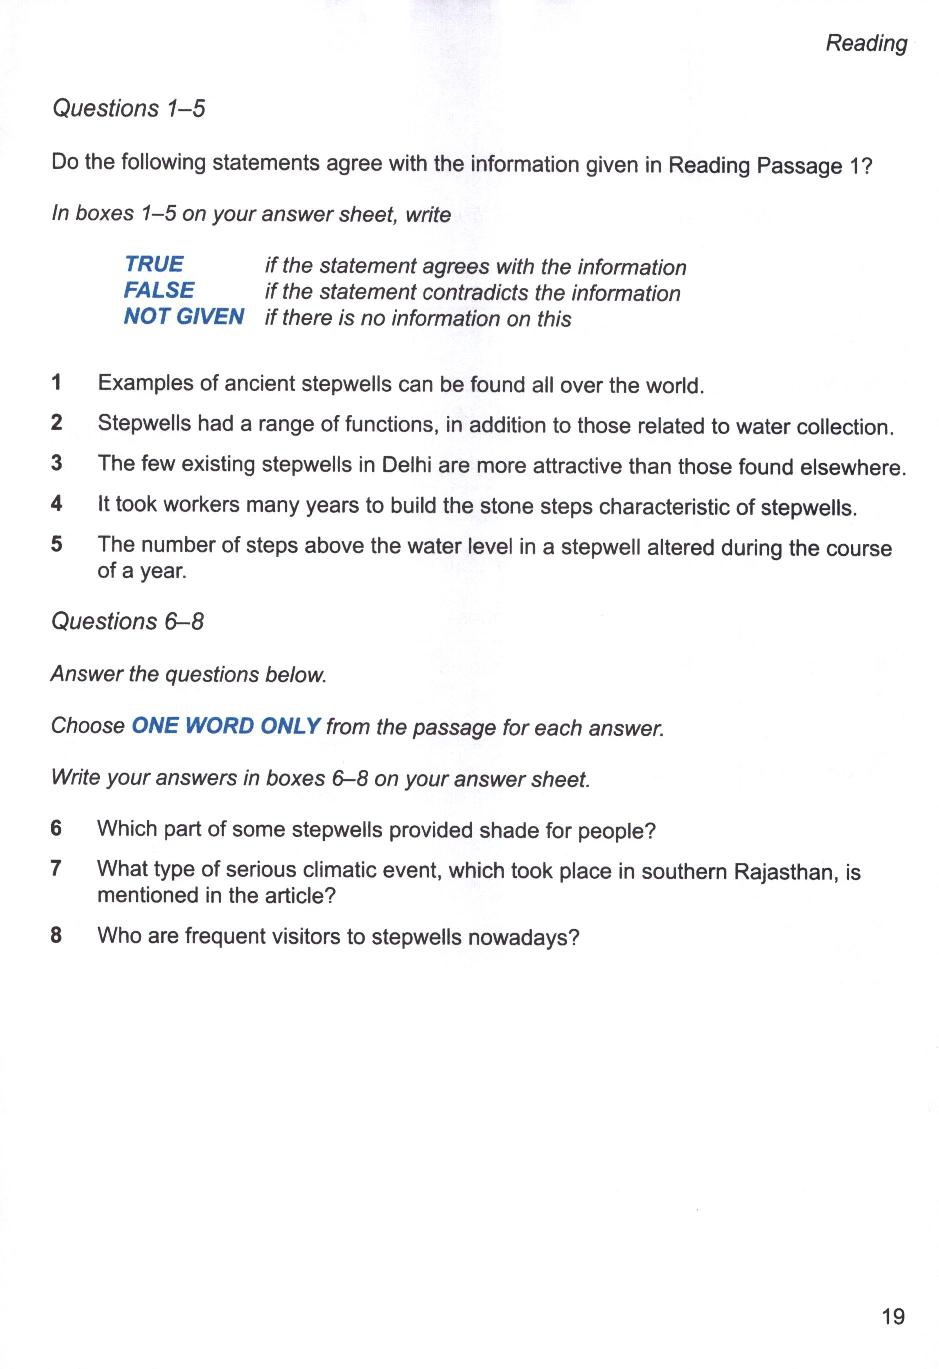 Reading
Questions 1–5
Do the following statements agree with the information given in Reading Passage 1?
In boxes 1–5 on your answer sheet, write
TRUE if the statement agrees with the information
FALSE if the statement contradicts the information
NOT GIVEN if there is no information on this
1 Examples of ancient stepwells can be found all over the world.
2 Stepwells had a range of functions, in addition to those related to water collection.
3 The few existing stepwells in Delhi are more attractive than those found elsewhere.
4 It took workers many years to build the stone steps characteristic of stepwells.
5 The number of steps above the water level in a stepwell altered during the course
of a year.
Questions 6–8
Answer the questions below.
Choose ONE WORD ONLY from the passage for each answer.
Write your answers in boxes 6–8 on your answer sheet.
6 Which part of some stepwells provided shade for people?
7 What type of serious climatic event, which took place in southern Rajasthan, is
mentioned in the article?
8 Who are frequent visitors to stepwells nowadays?
19